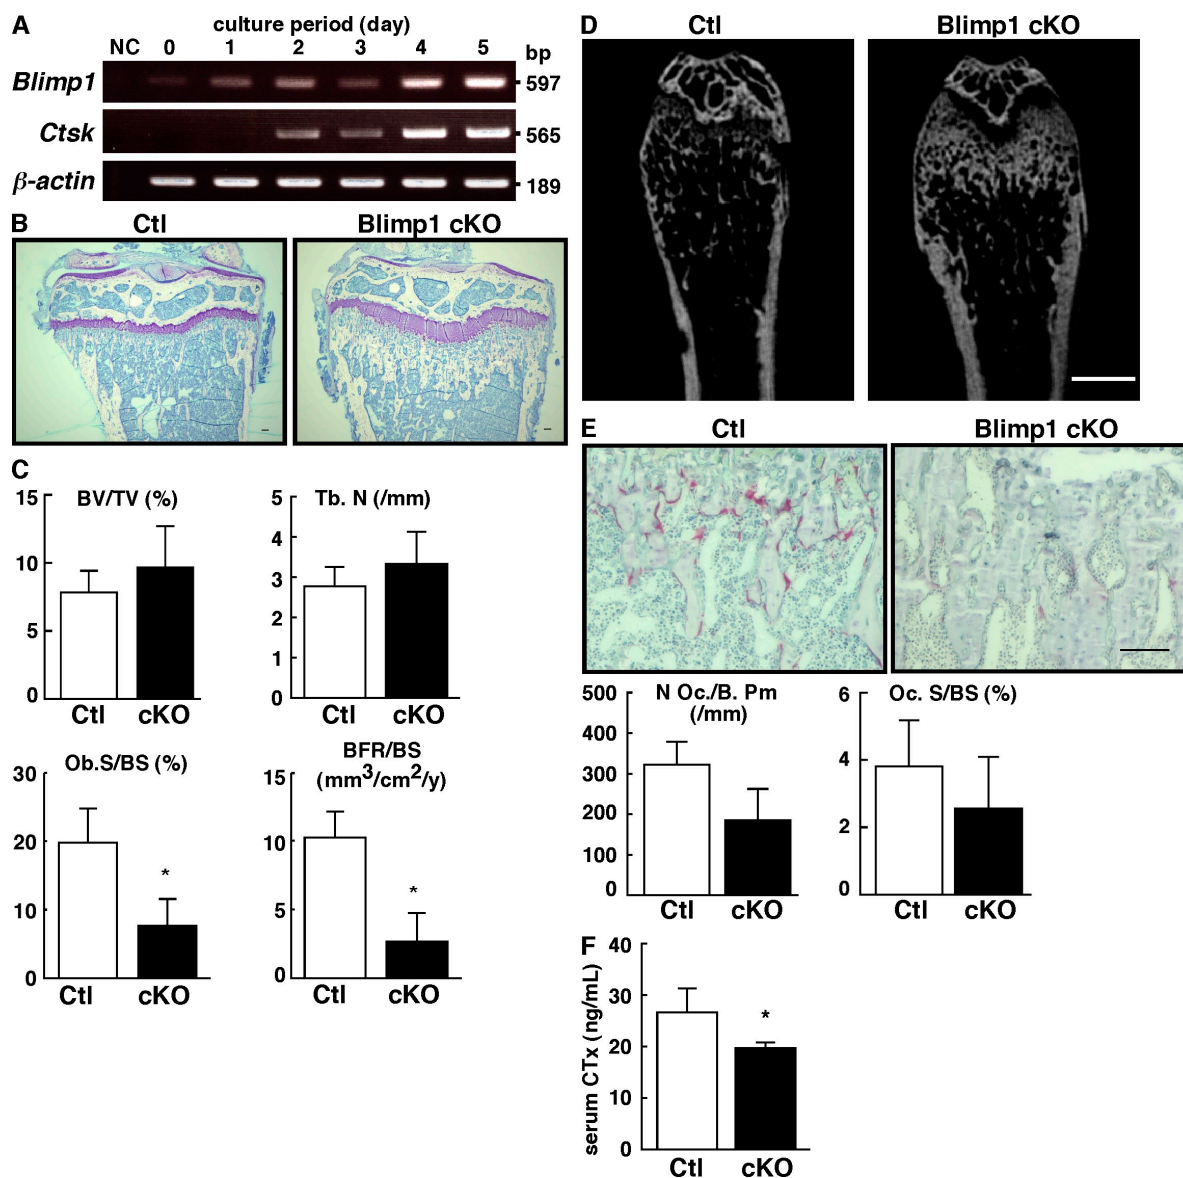 A
culture period (day)
NC 0 1 2 3 4 5 bp
Blimp1 597
Ctsk 565
β-actin 189
B
Ctl Blimp1 cKO
C
BV/TV (%)
15
10
5
0
Ctl cKO
Tb. N (/mm)
5
4
3
2
1
0
Ctl cKO
Ob.S/BS (%)
30
20
10
0
*
Ctl cKO
BFR/BS
(mm³/cm²/y)
15
10
5
0
*
Ctl cKO
D
Ctl Blimp1 cKO
E
Ctl Blimp1 cKO
N Oc./B. Pm
(/mm)
500
400
300
200
100
0
Ctl cKO
Oc. S/BS (%)
6
4
2
0
Ctl cKO
F
serum CTx (ng/mL)
40
30
20
10
0
*
Ctl cKO